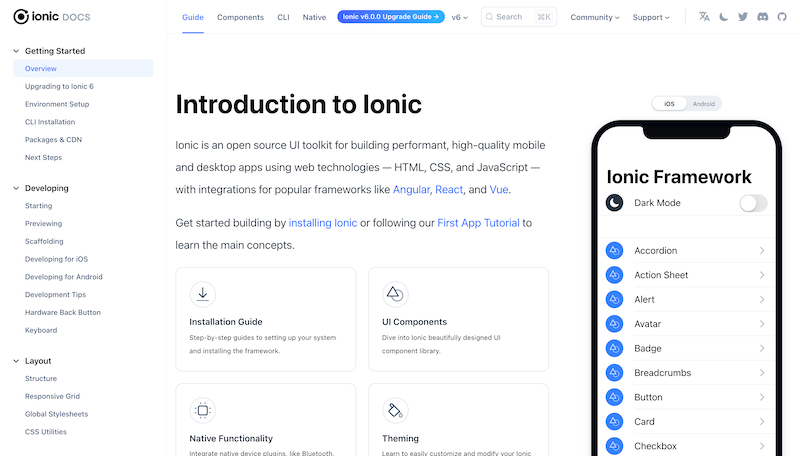 ionic DOCS
Guide
Components
CLI
Native
Ionic v6.0.0 Upgrade Guide →
v6
Search
⌘K
Community
Support
Getting Started
Overview
Upgrading to Ionic 6
Environment Setup
CLI Installation
Packages & CDN
Next Steps
Developing
Starting
Previewing
Scaffolding
Developing for iOS
Developing for Android
Development Tips
Hardware Back Button
Keyboard
Layout
Structure
Responsive Grid
Global Stylesheets
CSS Utilities
Introduction to Ionic
Ionic is an open source UI toolkit for building performant, high-quality mobile
and desktop apps using web technologies — HTML, CSS, and JavaScript —
with integrations for popular frameworks like Angular, React, and Vue.
Get started building by installing Ionic or following our First App Tutorial to
learn the main concepts.
Installation Guide
Step-by-step guides to setting up your system
and installing the framework.
UI Components
Dive into Ionic beautifully designed UI
component library.
Native Functionality
Integrate native device plugins, like Bluetooth,
Theming
Learn to easily customize and modify your Ionic
iOS
Android
Ionic Framework
Dark Mode
Accordion
Action Sheet
Alert
Avatar
Badge
Breadcrumbs
Button
Card
Checkbox